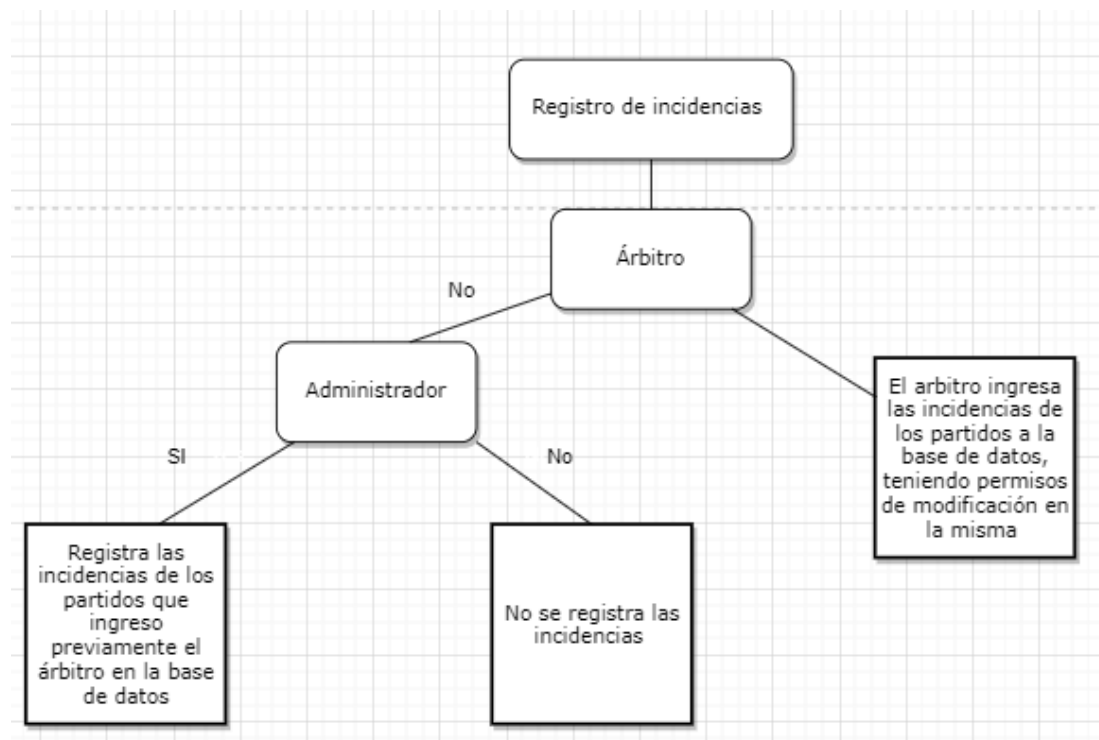 Registro de incidencias
Árbitro
No
Administrador
El arbitro ingresa
las incidencias de
los partidos a la
base de datos,
teniendo permisos
de modificación en
la misma
SI
No
Registra las
incidencias de los
partidos que
ingreso
previamente el
árbitro en la base
de datos
No se registra las
incidencias